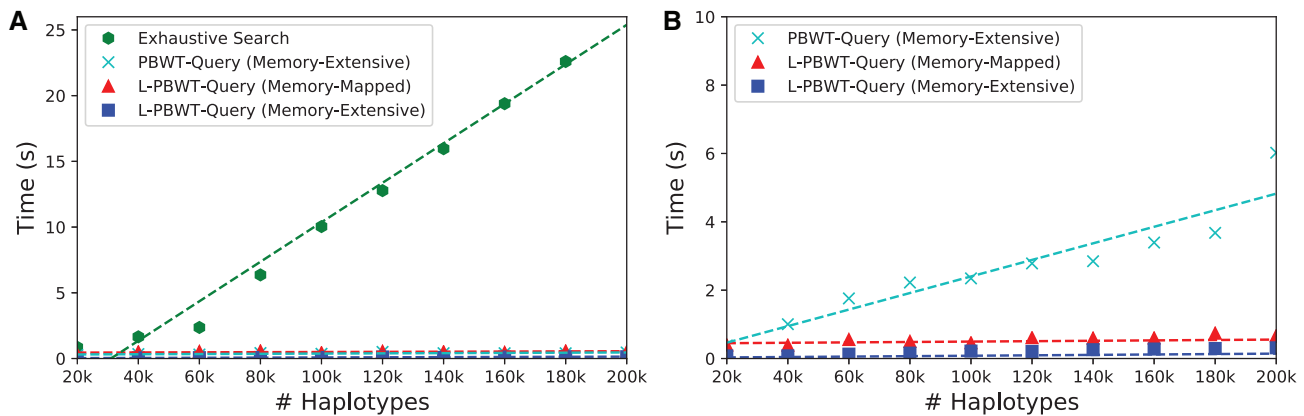 A
Time (s)
25
20
15
10
5
0
Exhaustive Search
PBWT-Query (Memory-Extensive)
L-PBWT-Query (Memory-Mapped)
L-PBWT-Query (Memory-Extensive)
20k 40k 60k 80k 100k 120k 140k 160k 180k 200k
# Haplotypes
B
Time (s)
10
8
6
4
2
0
PBWT-Query (Memory-Extensive)
L-PBWT-Query (Memory-Mapped)
L-PBWT-Query (Memory-Extensive)
20k 40k 60k 80k 100k 120k 140k 160k 180k 200k
# Haplotypes